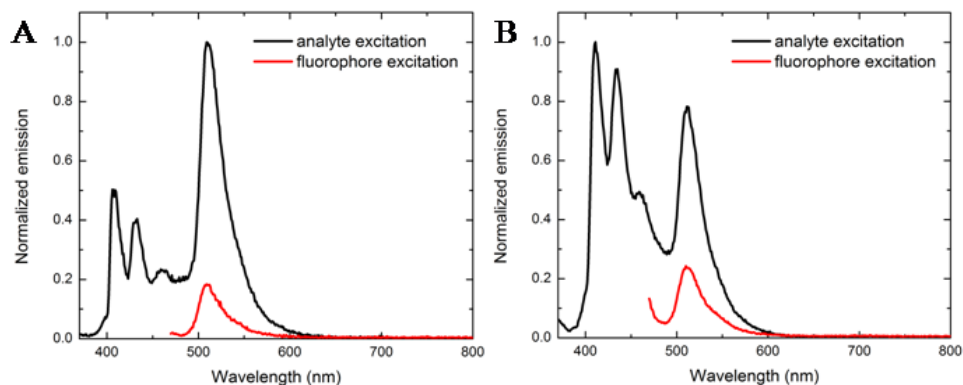 A
analyte excitation
fluorophore excitation
Normalized emission
1.0
0.8
0.6
0.4
0.2
0.0
400 500 600 700 800
Wavelength (nm)
B
analyte excitation
fluorophore excitation
Normalized emission
1.0
0.8
0.6
0.4
0.2
0.0
400 500 600 700 800
Wavelength (nm)